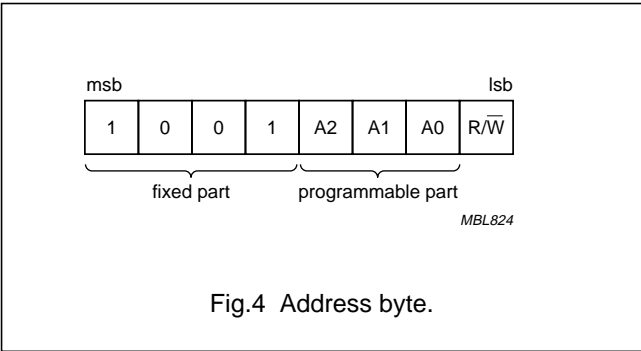 msb lsb
1 0 0 1 A2 A1 A0 R/W̅
fixed part programmable part
MBL824
Fig.4 Address byte.